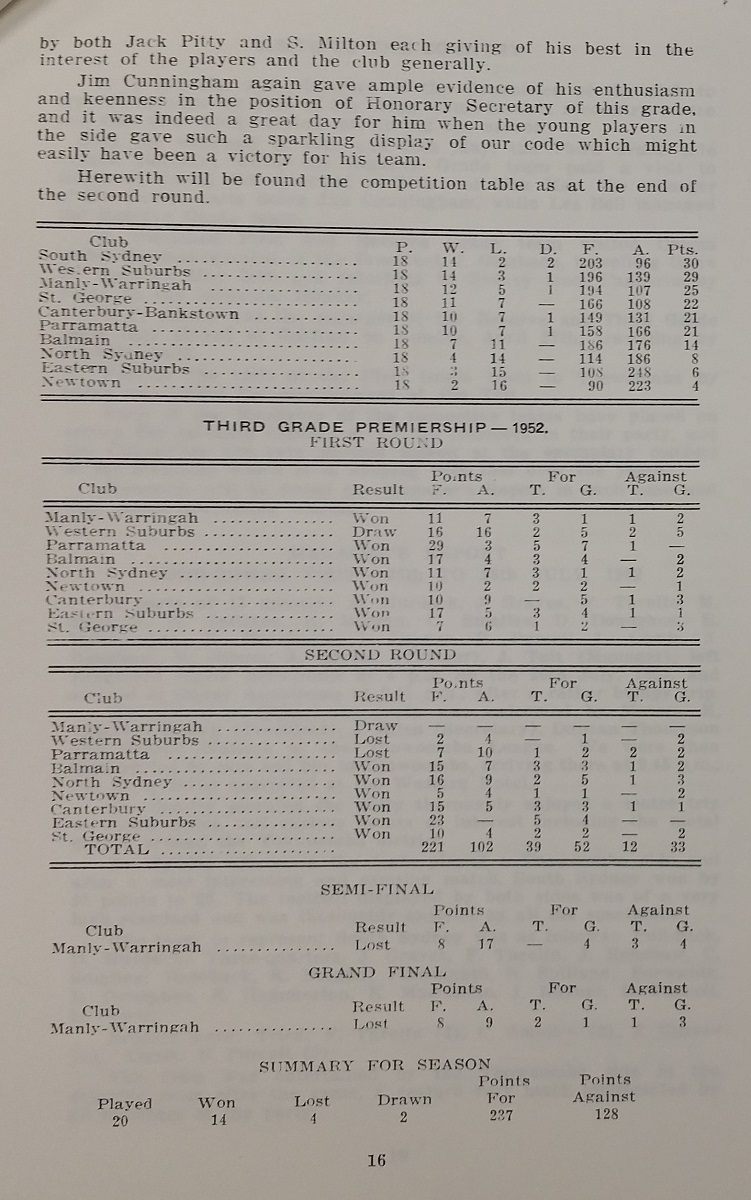 by both Jack Pitty and S. Milton each giving of his best in the
interest of the players and the club generally.
Jim Cunningham again gave ample evidence of his enthusiasm
and keenness in the position of Honorary Secretary of this grade,
and it was indeed a great day for him when the young players in
the side gave such a sparkling display of our code which might
easily have been a victory for his team.
Herewith will be found the competition table as at the end of
the second round.
Club P. W. L. D. F. A. Pts.
South Sydney .................... 18 14 2 2 203 96 30
Western Suburbs .................... 18 14 3 1 196 139 29
Manly-Warringah .................... 18 12 5 1 194 107 25
St. George .................... 18 11 7 — 166 108 22
Canterbury-Bankstown .................... 18 10 7 1 149 131 21
Parramatta .................... 18 10 7 1 158 166 21
Balmain .................... 18 7 11 — 186 176 14
North Sydney .................... 18 4 14 — 114 186 8
Eastern Suburbs .................... 18 3 15 — 108 248 6
Newtown .................... 18 2 16 — 90 223 4
THIRD GRADE PREMIERSHIP — 1952.
FIRST ROUND
Points For Against
Club Result F. A. T. G. T. G.
Manly-Warringah ............... Won 11 7 3 1 1 2
Western Suburbs ............... Draw 16 16 2 5 2 5
Parramatta ............... Won 29 3 5 7 1 —
Balmain ............... Won 17 4 3 4 — 2
North Sydney ............... Won 11 7 3 1 1 2
Newtown ............... Won 10 2 2 2 — 1
Canterbury ............... Won 10 9 — 5 1 3
Eastern Suburbs ............... Won 17 5 3 4 1 1
St. George ............... Won 7 6 1 2 — 3
SECOND ROUND
Points For Against
Club Result F. A. T. G. T. G.
Manly-Warringah ............... Draw — — — — — —
Western Suburbs ............... Lost 2 4 — 1 — 2
Parramatta ............... Lost 7 10 1 2 2 2
Balmain ............... Won 15 7 3 3 1 2
North Sydney ............... Won 16 9 2 5 1 3
Newtown ............... Won 5 4 1 1 — 2
Canterbury ............... Won 15 5 3 3 1 1
Eastern Suburbs ............... Won 23 — 5 4
St. George ............... Won 10 4 2 2 — 2
TOTAL ............... 221 102 39 52 12 33
SEMI-FINAL
Points For Against
Club Result F. A. T. G. T. G.
Manly-Warringah ............... Lost 8 17 — 4 3 4
GRAND FINAL
Points For Against
Club Result F. A. T. G. T. G.
Manly-Warringah ............... Lost 8 9 2 1 1 3
SUMMARY FOR SEASON
Points Points
Played Won Lost Drawn For Against
20 14 4 2 237 128
16